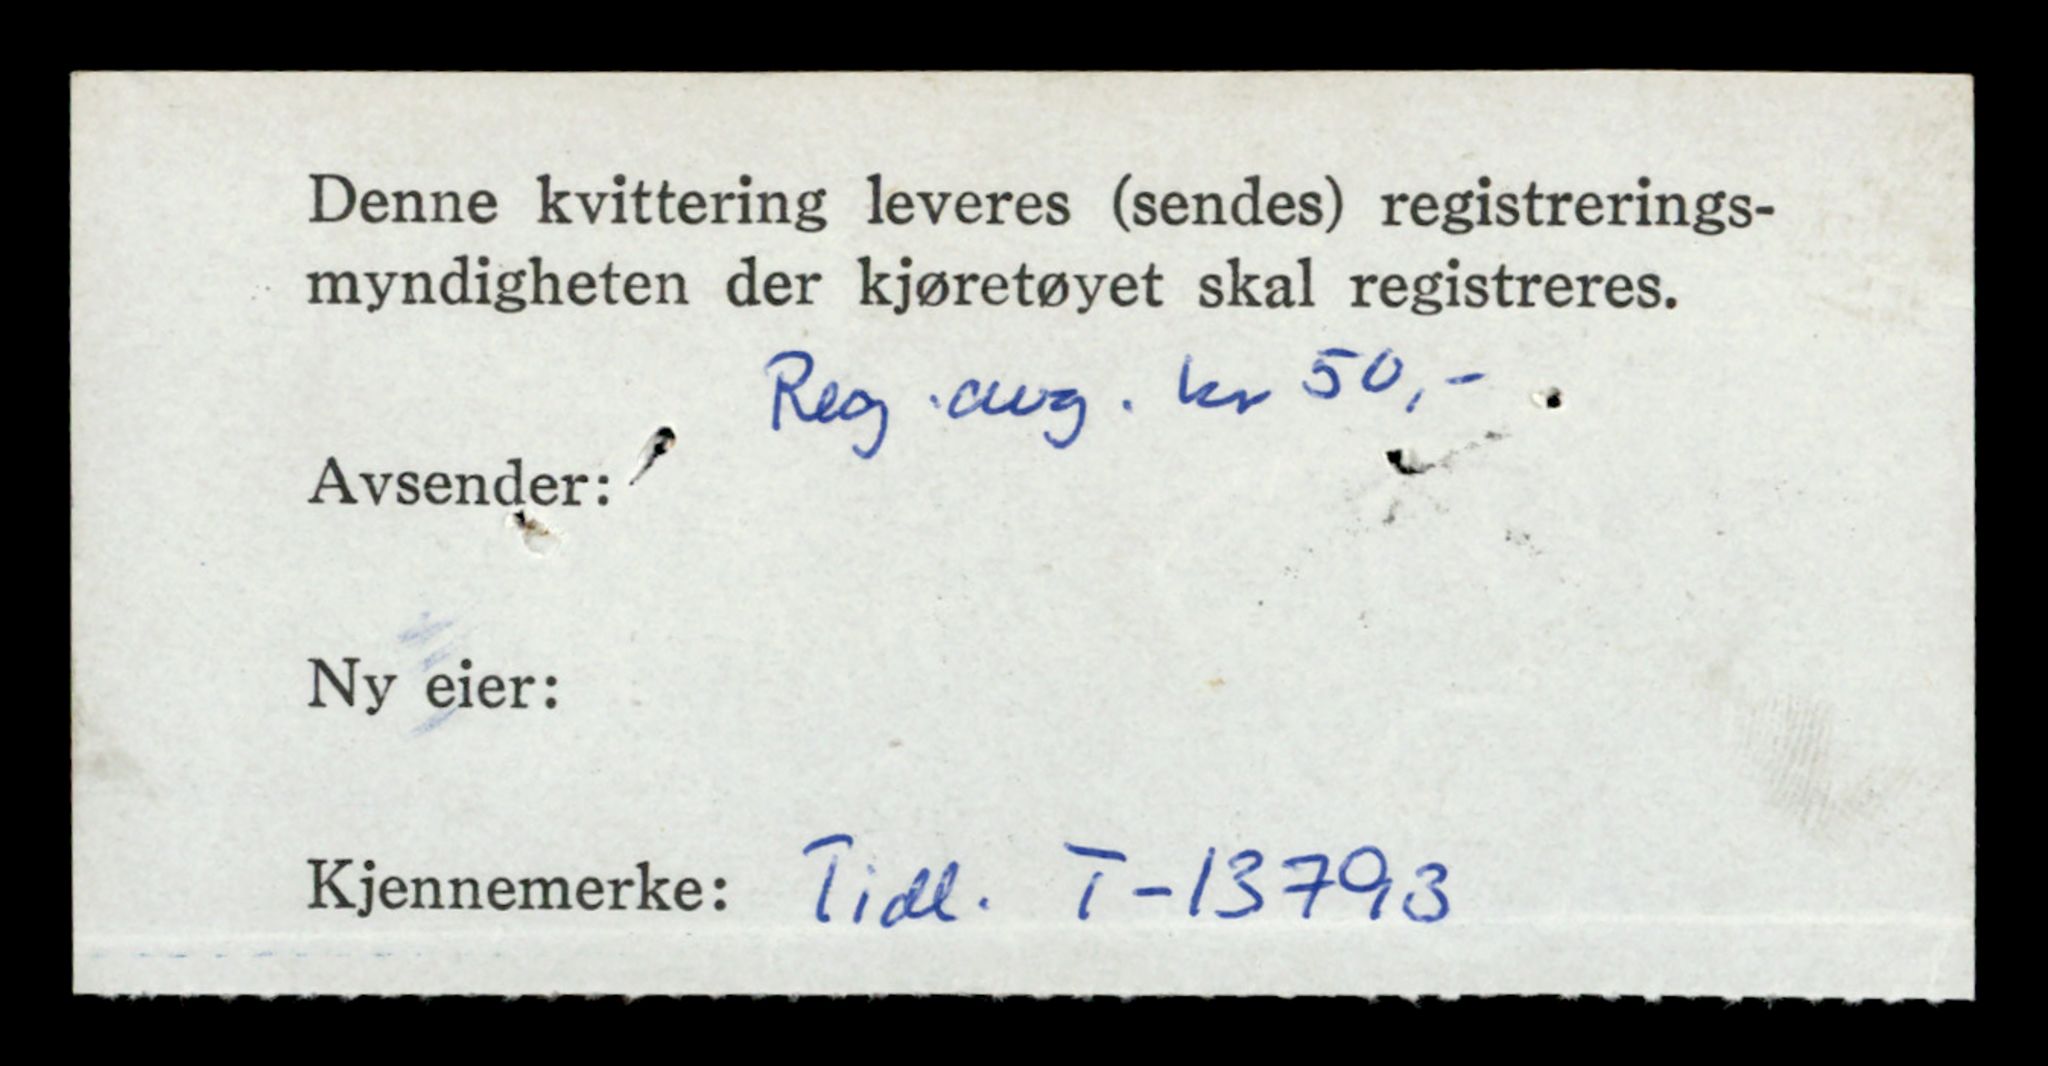 Denne kvittering leveres (sendes) registrerings-
myndigheten der kjøretøyet skal registreres.
Reg.avg. kr 50,-
Avsender:
Ny eier:
Kjennemerke: Tidl. T-13793